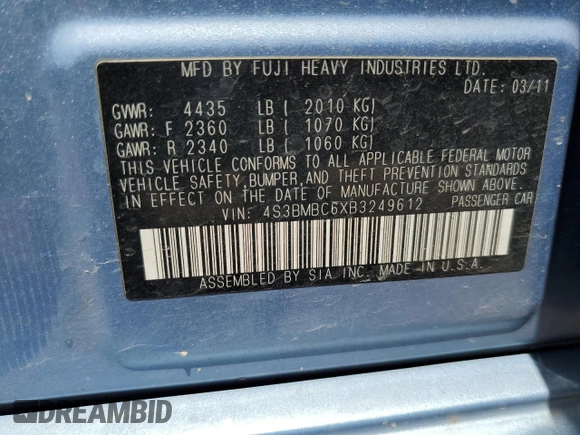 MFD BY FUJI HEAVY INDUSTRIES LTD.
DATE: 03/11
GVWR: 4435 LB ( 2010 KG)
GAWR: F 2360 LB ( 1070 KG)
GAWR: R 2340 LB ( 1060 KG)
THIS VEHICLE CONFORMS TO ALL APPLICABLE FEDERAL MOTOR
VEHICLE SAFETY, BUMPER AND THEFT PREVENTION STANDARDS
IN EFFECT ON THE DATE OF MANUFACTURE SHOWN ABOVE.
VIN: 4S3BMBC6XB3249612 PASSENGER CAR
ASSEMBLED BY SIA INC. MADE IN U.S.A.
DREAMBID